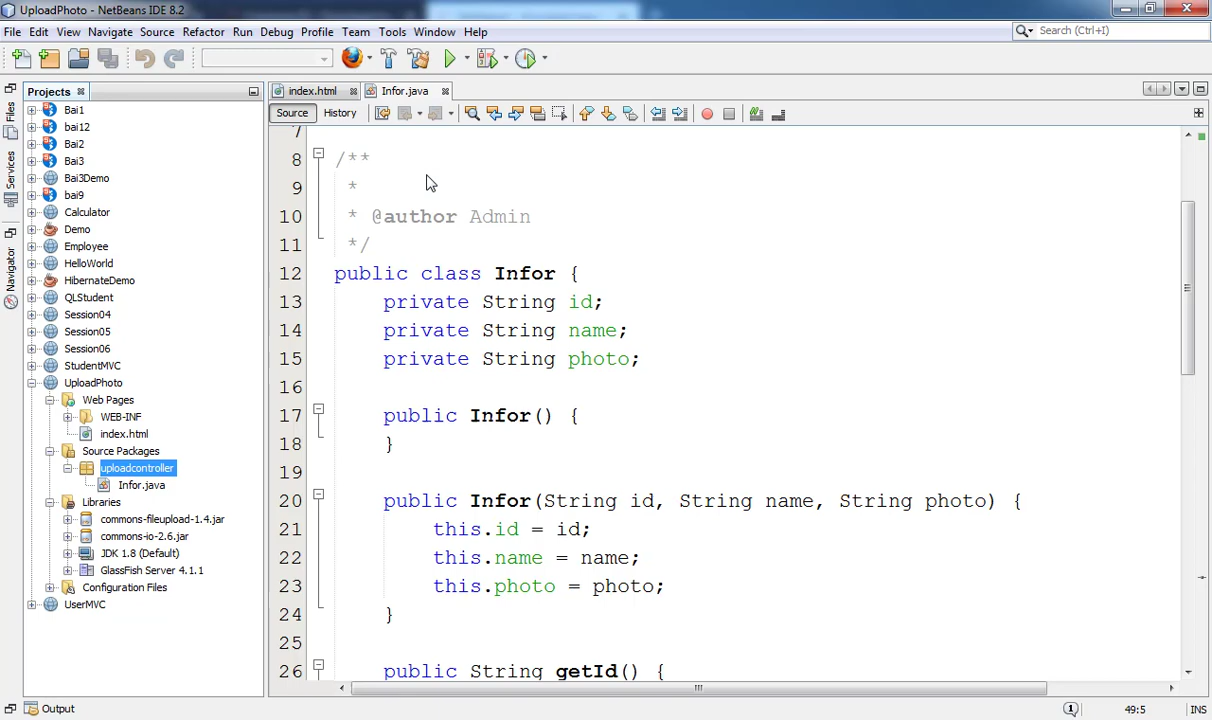 UploadPhoto - NetBeans IDE 8.2
File Edit View Navigate Source Refactor Run Debug Profile Team Tools Window Help
Search (Ctrl+I)
Projects
index.html
Infor.java
Source History
Files
Services
Navigator
Bai1
bai12
Bai2
Bai3
Bai3Demo
bai9
Calculator
Demo
Employee
HelloWorld
HibernateDemo
QLStudent
Session04
Session05
Session06
StudentMVC
UploadPhoto
Web Pages
WEB-INF
index.html
Source Packages
uploadcontroller
Infor.java
Libraries
commons-fileupload-1.4.jar
commons-io-2.6.jar
JDK 1.8 (Default)
GlassFish Server 4.1.1
Configuration Files
UserMVC
7
8 /**
9 *
10 * @author Admin
11 */
12 public class Infor {
13 private String id;
14 private String name;
15 private String photo;
16
17 public Infor() {
18 }
19
20 public Infor(String id, String name, String photo) {
21 this.id = id;
22 this.name = name;
23 this.photo = photo;
24 }
25
26 public String getId() {
Output
1
49:5
INS